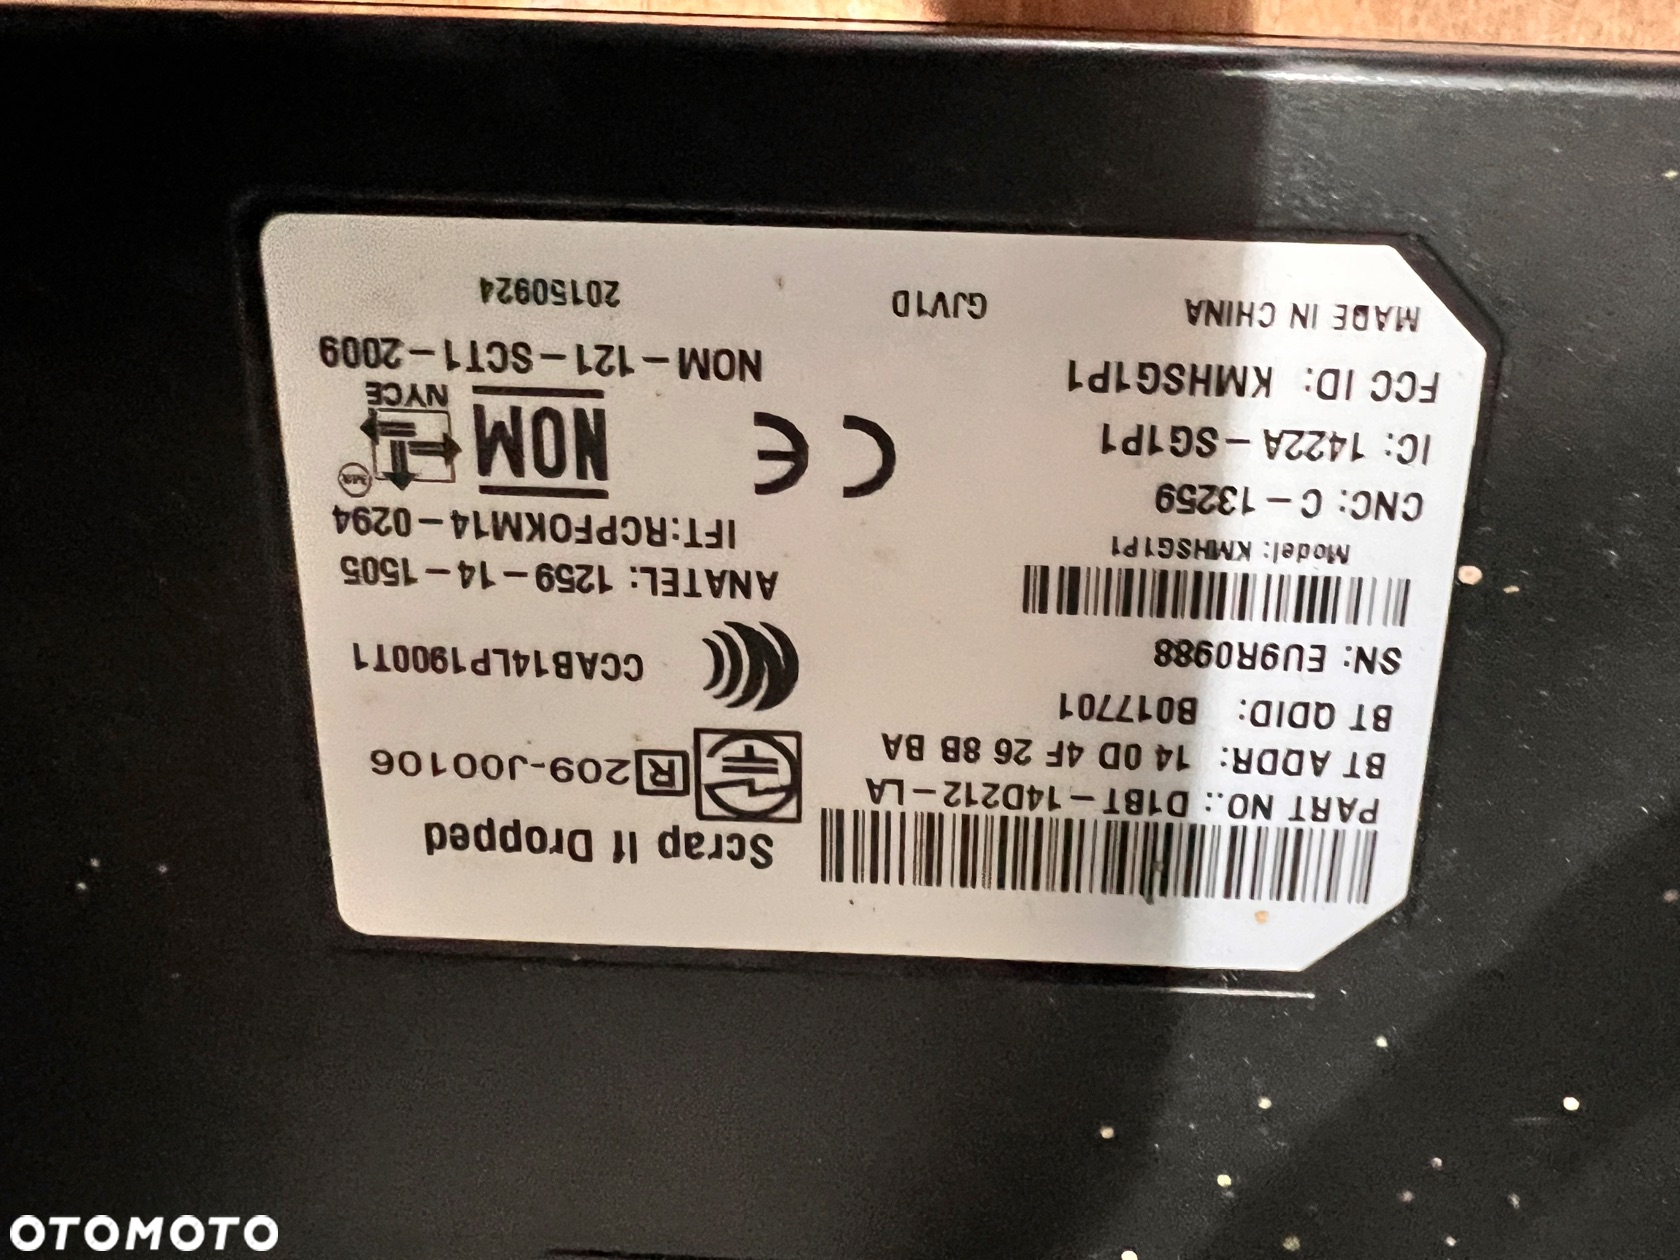 Scrap If Dropped
PART NO.: D1BT-14D212-LA
BT ADDR: 14 0D 4F 26 8B BA
BT QDID: B017701
SN: EU9R0988
Model: KMHSG1P1
CNC: C-13259
IC: 1422A-SG1P1
FCC ID: KMHSG1P1
MADE IN CHINA
GJV1D
R 209-J00106
CCAB14LP1900T1
ANATEL: 1259-14-1505
IFT:RCPFOKM14-0294
CE
NOM
NYCE
NOM-121-SCT1-2009
20150924
OTOMOTO